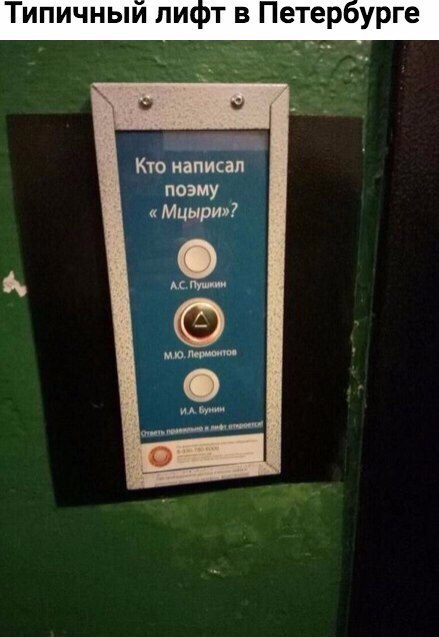 Типичный лифт в Петербурге
Кто написал
поэму
« Мцыри»?
А.С. Пушкин
М.Ю. Лермонтов
И.А. Бунин
Ответь правильно и лифт откроется!